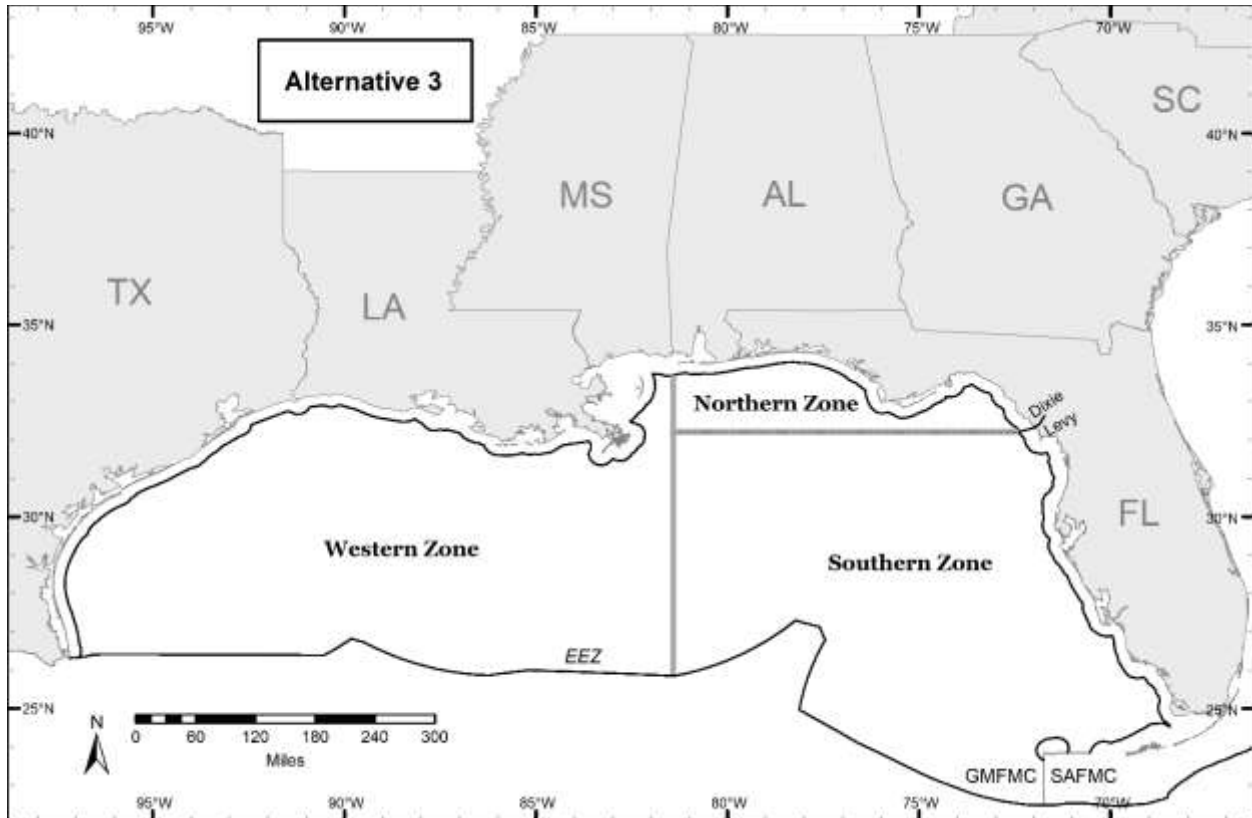 95°W 90°W 85°W 80°W 75°W 70°W
Alternative 3
40°N 40°N
SC
MS AL GA
TX LA
35°N 35°N
Northern Zone
Dixie
Levy
30°N 30°N
FL
Western Zone
Southern Zone
EEZ
25°N 25°N
N
0 60 120 180 240 300
Miles
GMFMC SAFMC
95°W 90°W 85°W 80°W 75°W 70°W